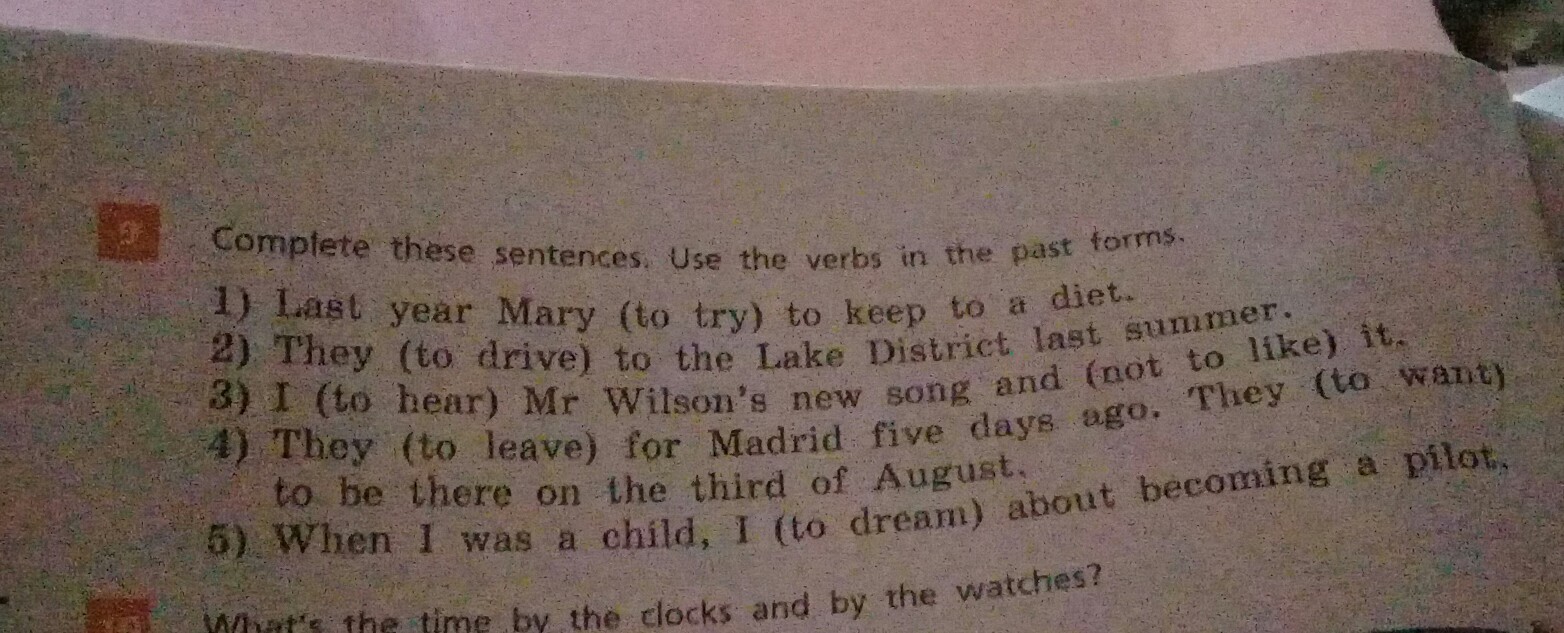 Complete these sentences. Use the verbs in the past forms.
1) Last year Mary (to try) to keep to a diet.
2) They (to drive) to the Lake District last summer.
3) I (to hear) Mr Wilson's new song and (not to like) it.
4) They (to leave) for Madrid five days ago. They (to want)
to be there on the third of August.
5) When I was a child, I (to dream) about becoming a pilot.
What's the time by the clocks and by the watches?